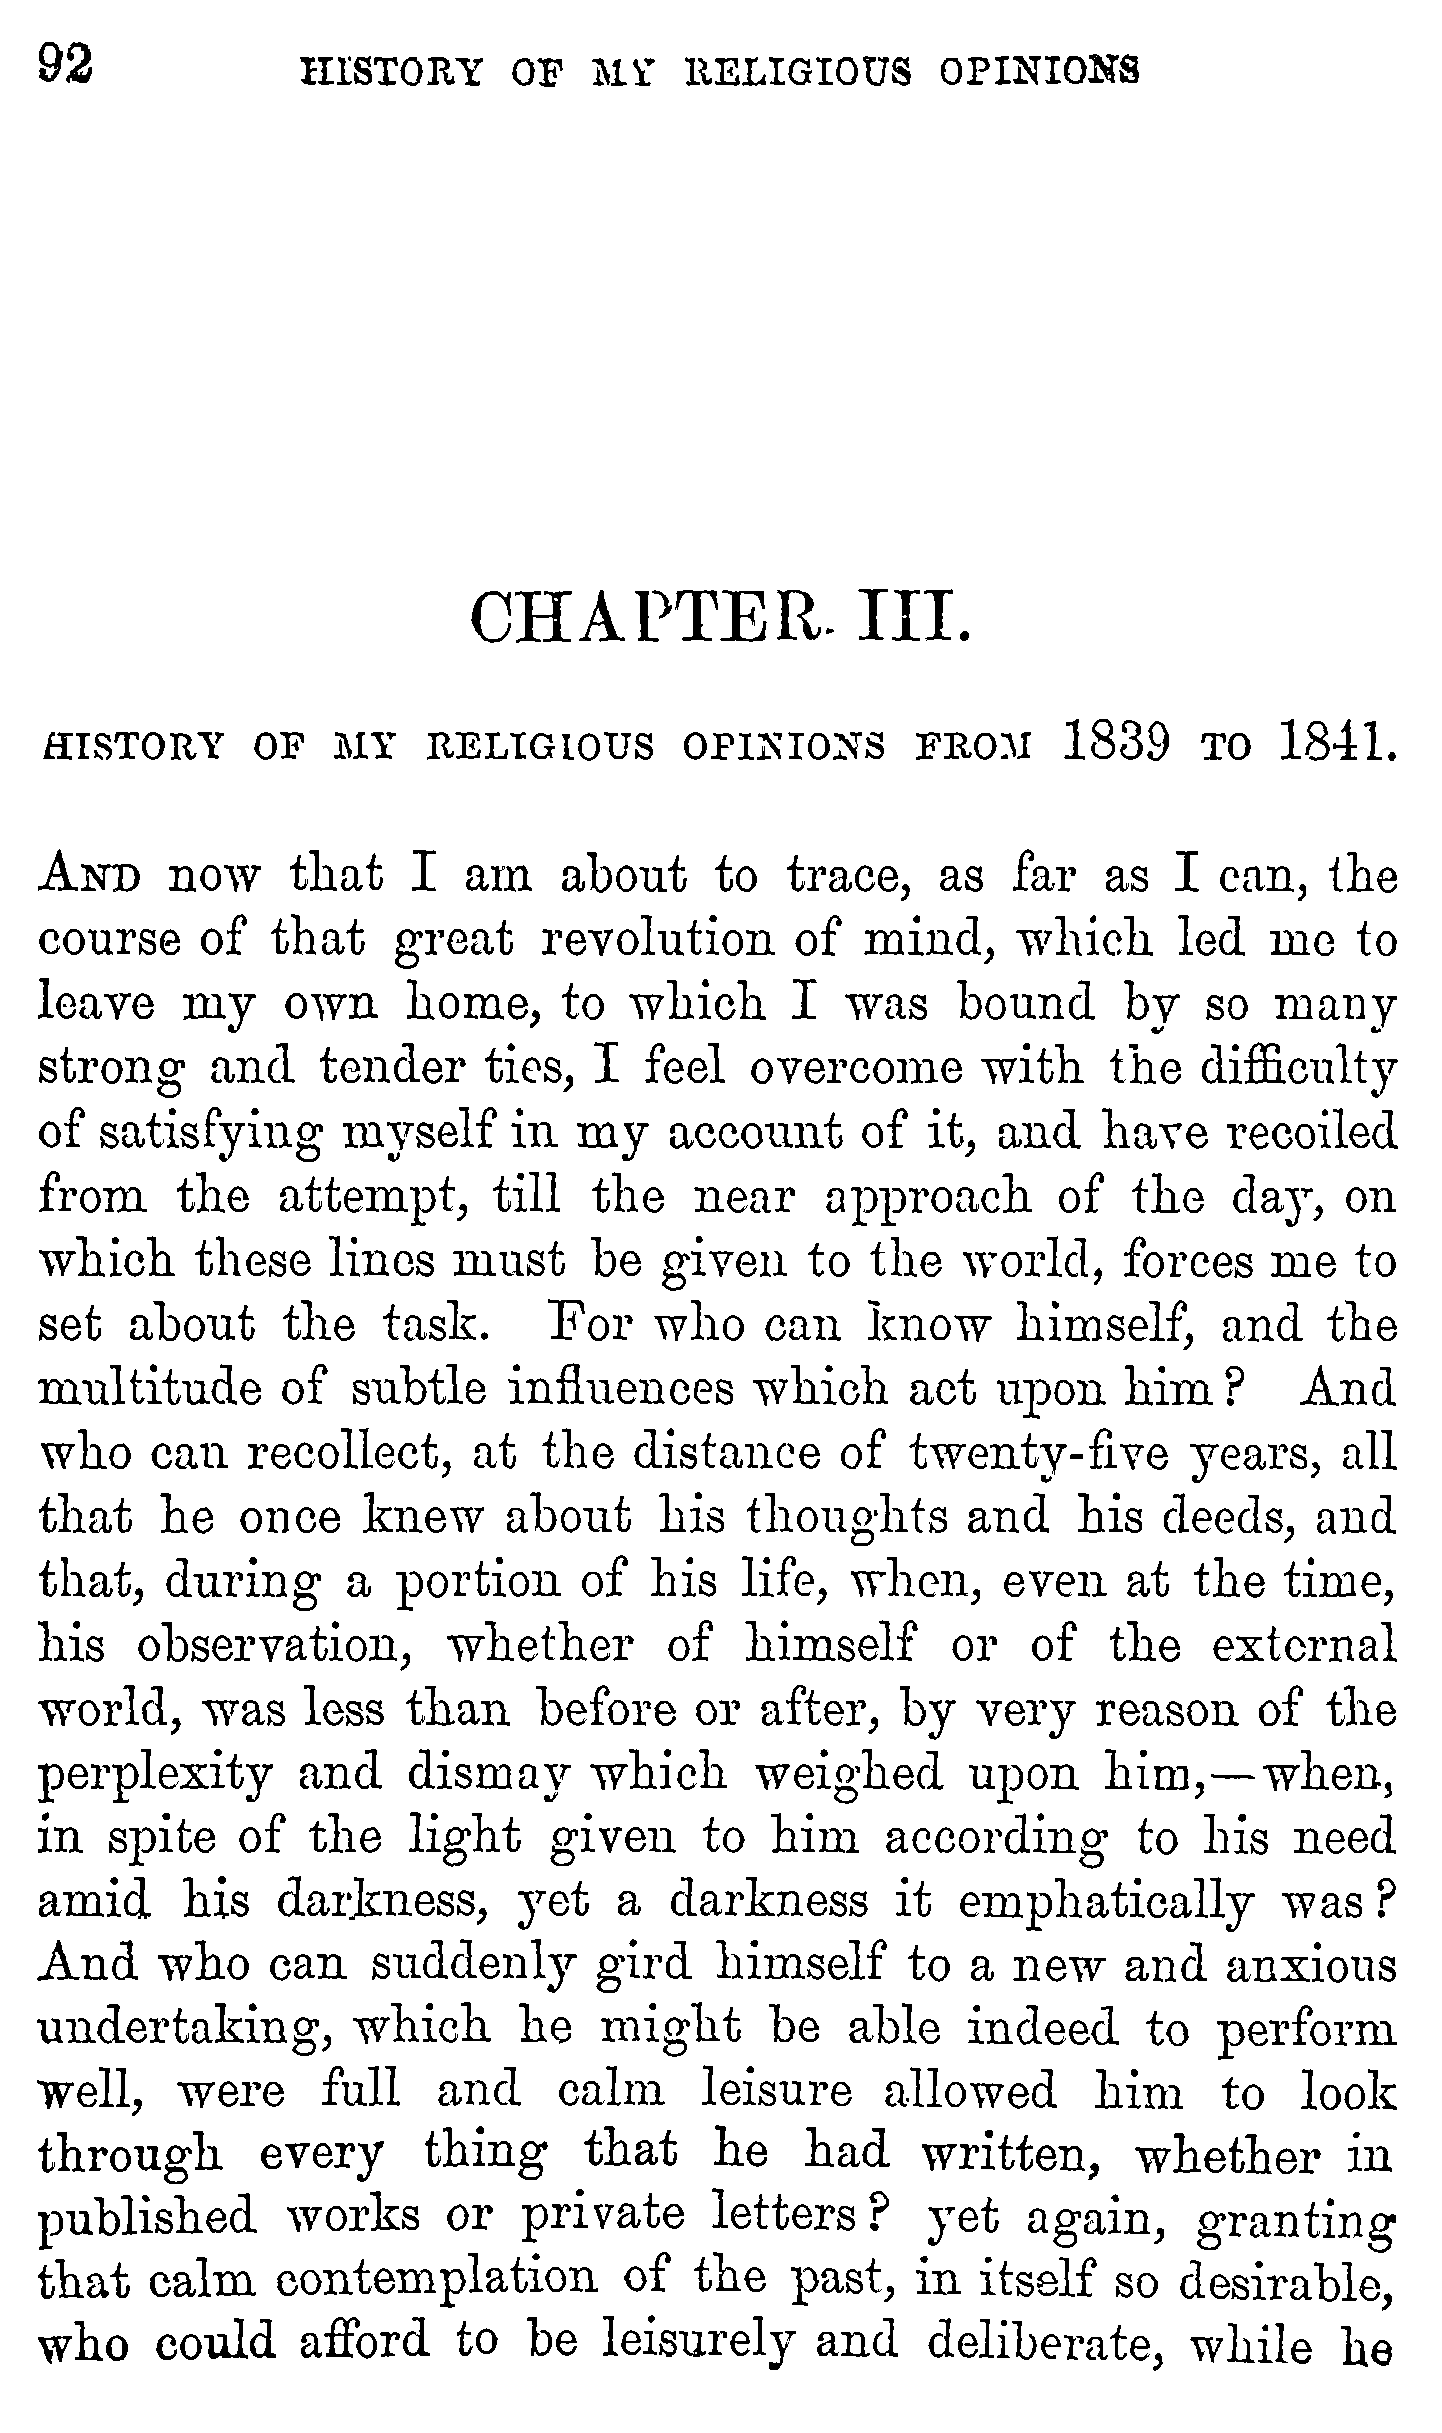 92 HISTORY OF MY RELIGIOUS OPINIONS
CHAPTER III.
HISTORY OF MY RELIGIOUS OPINIONS FROM 1839 TO 1841.
AND now that I am about to trace, as far as I can, the
course of that great revolution of mind, which led me to
leave my own home, to which I was bound by so many
strong and tender ties, I feel overcome with the difficulty
of satisfying myself in my account of it, and have recoiled
from the attempt, till the near approach of the day, on
which these lines must be given to the world, forces me to
set about the task. For who can know himself, and the
multitude of subtle influences which act upon him? And
who can recollect, at the distance of twenty-five years, all
that he once knew about his thoughts and his deeds, and
that, during a portion of his life, when, even at the time,
his observation, whether of himself or of the external
world, was less than before or after, by very reason of the
perplexity and dismay which weighed upon him,—when,
in spite of the light given to him according to his need
amid his darkness, yet a darkness it emphatically was?
And who can suddenly gird himself to a new and anxious
undertaking, which he might be able indeed to perform
well, were full and calm leisure allowed him to look
through every thing that he had written, whether in
published works or private letters? yet again, granting
that calm contemplation of the past, in itself so desirable,
who could afford to be leisurely and deliberate, while he